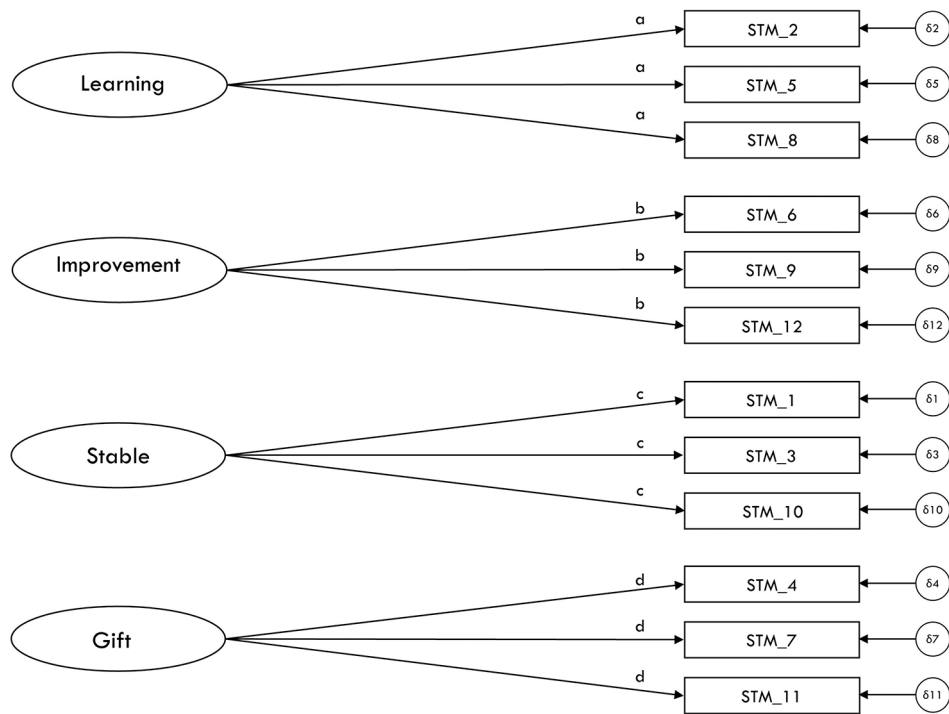 a
STM_2
δ2
Learning
a
STM_5
δ5
a
STM_8
δ8
b
STM_6
δ6
Improvement
b
STM_9
δ9
b
STM_12
δ12
c
STM_1
δ1
Stable
c
STM_3
δ3
c
STM_10
δ10
d
STM_4
δ4
Gift
d
STM_7
δ7
d
STM_11
δ11